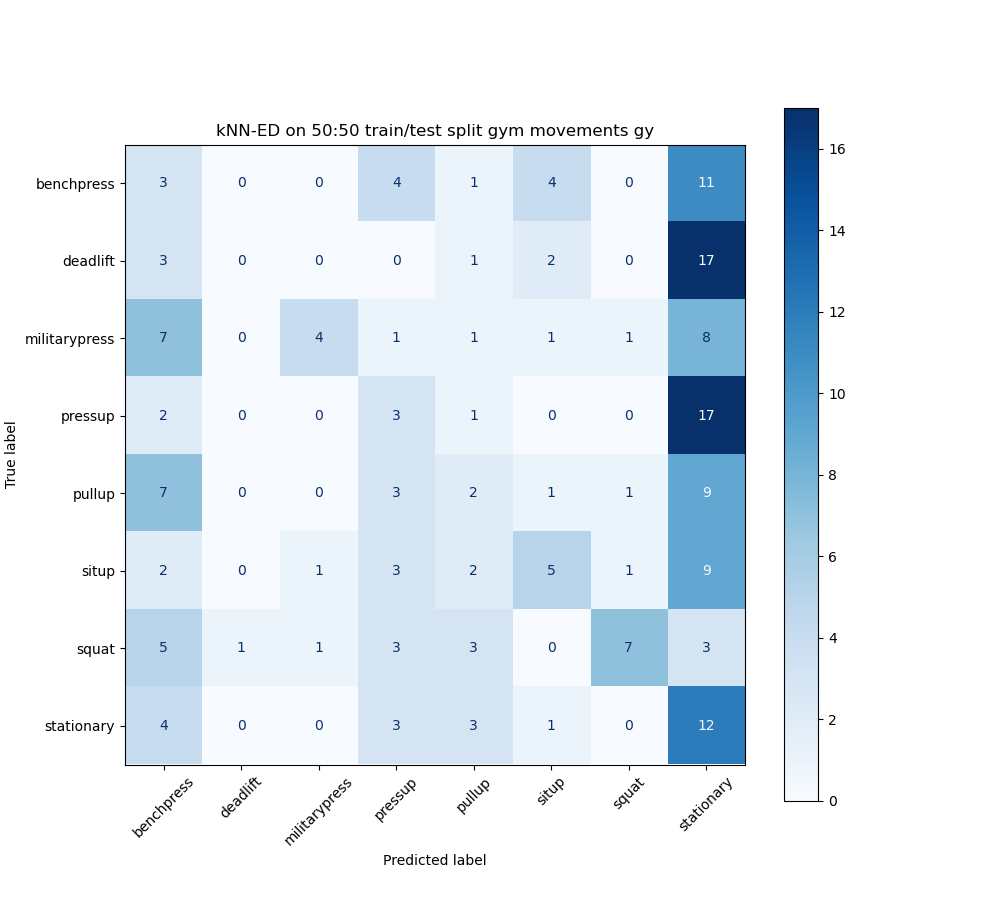 kNN-ED on 50:50 train/test split gym movements gy
benchpress 3 0 0 4 1 4 0 11
deadlift 3 0 0 0 1 2 0 17
militarypress 7 0 4 1 1 1 1 8
pressup 2 0 0 3 1 0 0 17
pullup 7 0 0 3 2 1 1 9
situp 2 0 1 3 2 5 1 9
squat 5 1 1 3 3 0 7 3
stationary 4 0 0 3 3 1 0 12
True label
benchpress deadlift militarypress pressup pullup situp squat stationary
Predicted label
16
14
12
10
8
6
4
2
0